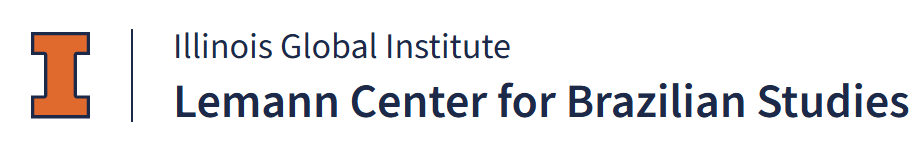 I
Illinois Global Institute
Lemann Center for Brazilian Studies